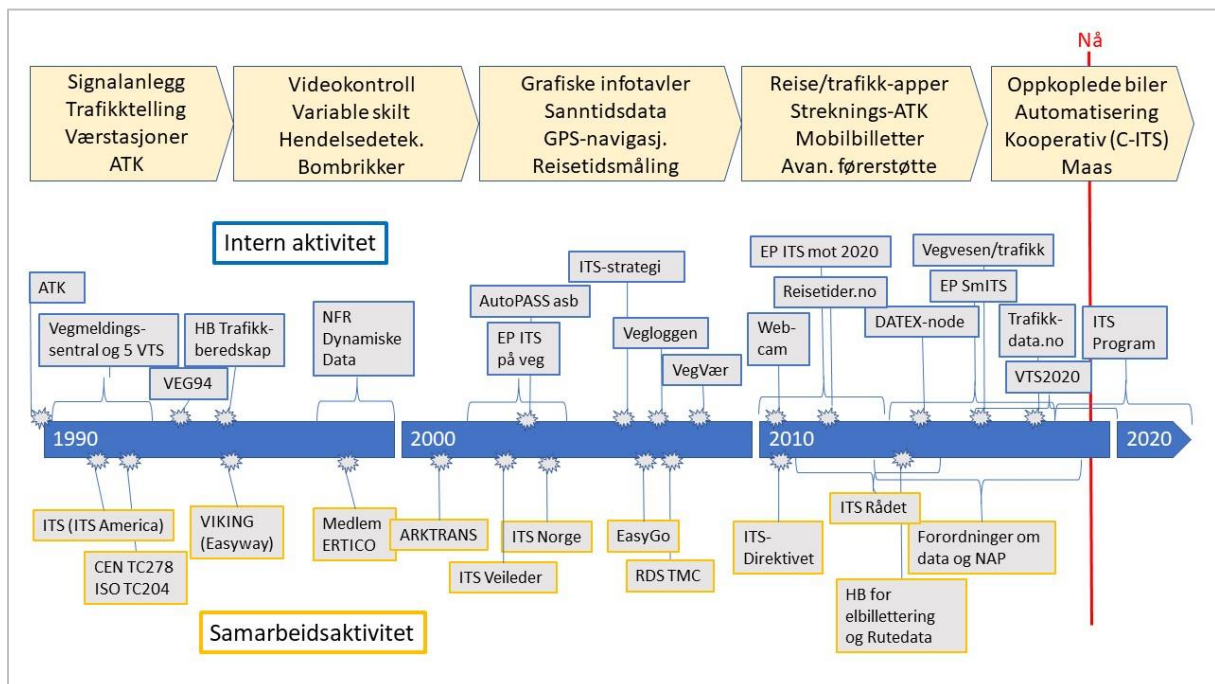 Nå
Signalanlegg
Trafikktelling
Værstasjoner
ATK
Videokontroll
Variable skilt
Hendelsedetek.
Bombrikker
Grafiske infotavler
Sanntidsdata
GPS-navigasj.
Reisetidsmåling
Reise/trafikk-apper
Streknings-ATK
Mobilbilletter
Avan. førerstøtte
Oppkoplede biler
Automatisering
Kooperativ (C-ITS)
Maas
Intern aktivitet
ATK
Vegmeldings-
sentral og 5 VTS
VEG94
HB Trafikk-
beredskap
NFR
Dynamiske
Data
AutoPASS asb
EP ITS
på veg
ITS-strategi
Vegloggen
VegVær
Web-
cam
EP ITS mot 2020
Reisetider.no
DATEX-node
Vegvesen/trafikk
EP SmITS
Trafikk-
data.no
VTS2020
ITS
Program
1990
2000
2010
2020
ITS (ITS America)
CEN TC278
ISO TC204
VIKING
(Easyway)
Medlem
ERTICO
ARKTRANS
ITS Veileder
ITS Norge
EasyGo
RDS TMC
ITS-
Direktivet
ITS Rådet
HB for
elbillettering
og Rutedata
Forordninger om
data og NAP
Samarbeidsaktivitet